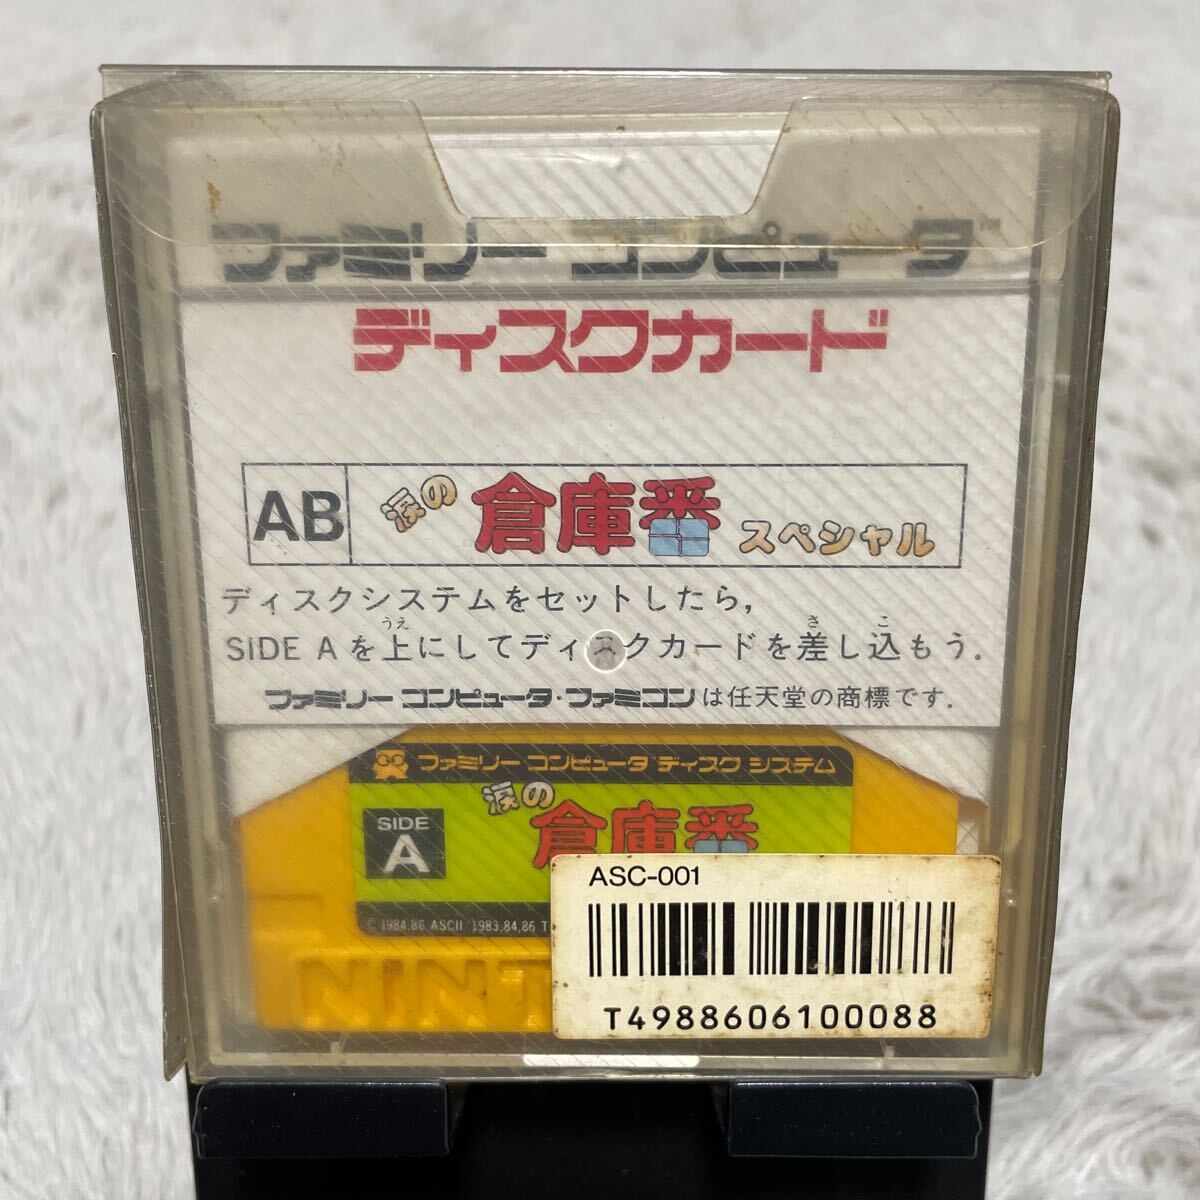 ファミリー コンピュータ™
ディスクカード
AB 涙の倉庫番スペシャル
ディスクシステムをセットしたら,
うえ さ こ
SIDE A を上にしてディスクカードを差し込もう.
ファミリー コンピュータ・ファミコンは任天堂の商標です.
ファミリー コンピュータ ディスク システム
涙の
SIDE A
倉庫番
© 1984,86 ASCII / 1983,84,86 T
NINT
ASC-001
T4988606100088